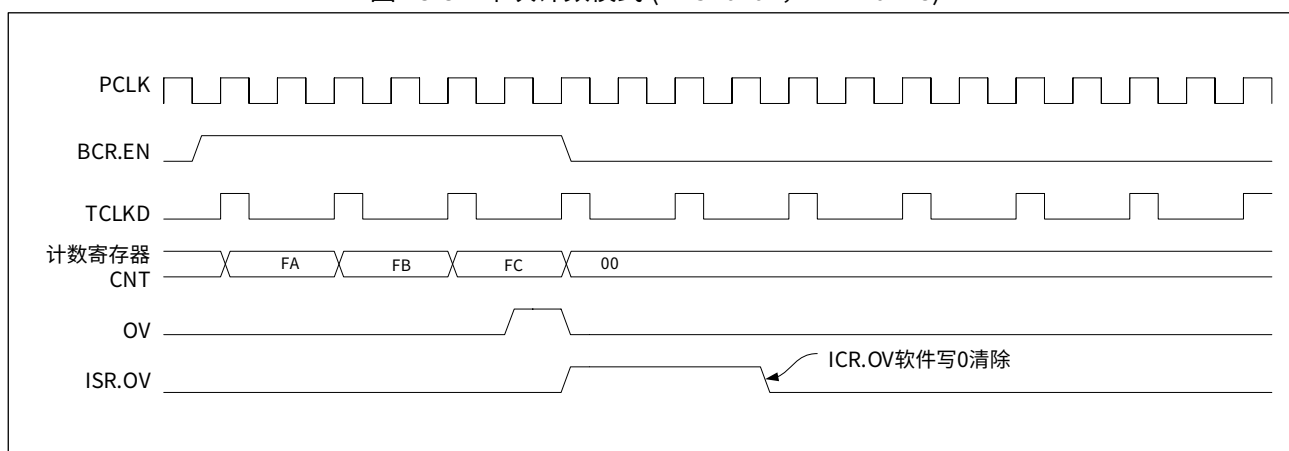 PCLK
BCR.EN
TCLKD
计数寄存器
CNT
FA
FB
FC
00
OV
ICR.OV软件写0清除
ISR.OV